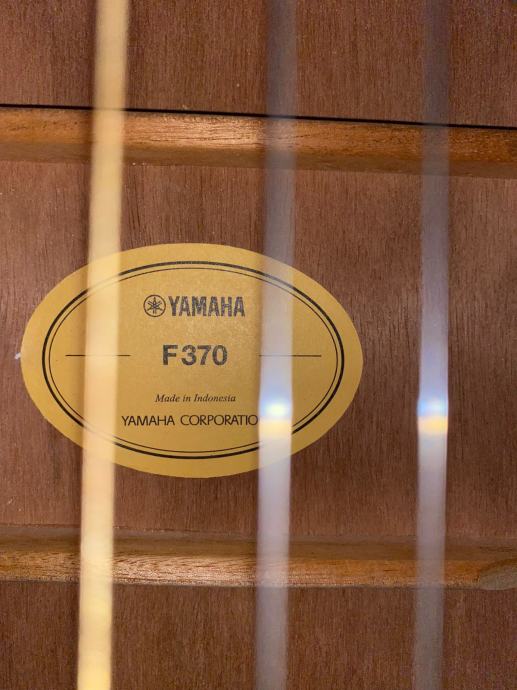 YAMAHA
F370
Made in Indonesia
YAMAHA CORPORATIO